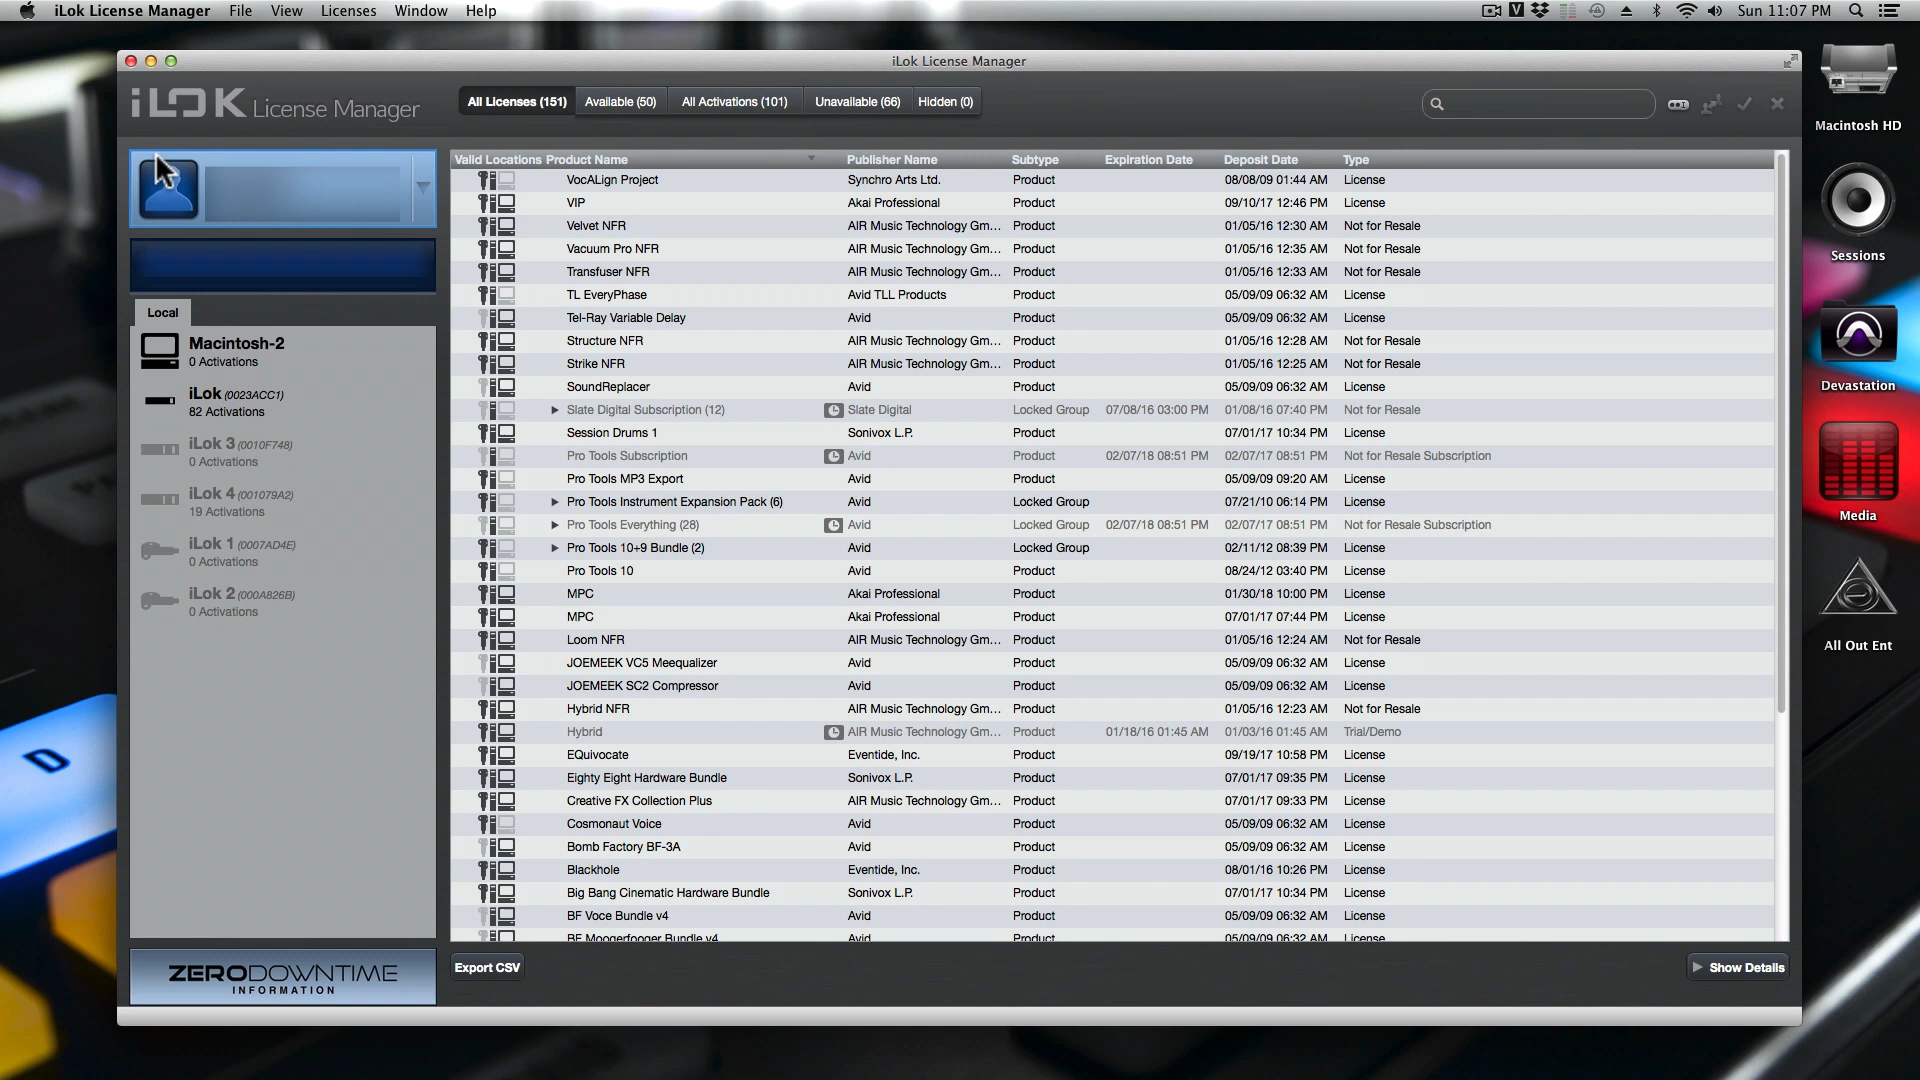 iLok License Manager File View Licenses Window Help V Sun 11:07 PM
iLok License Manager
iLOK License Manager
All Licenses (151) Available (50) All Activations (101) Unavailable (66) Hidden (0)
Local
Macintosh-2
0 Activations
iLok (0023ACC1)
82 Activations
iLok 3 (0010F748)
0 Activations
iLok 4 (001079A2)
19 Activations
iLok 1 (0007AD4E)
0 Activations
iLok 2 (000A826B)
0 Activations
ZERODOWNTIME
INFORMATION
Valid Locations Product Name Publisher Name Subtype Expiration Date Deposit Date Type
VocALign Project Synchro Arts Ltd. Product 08/08/09 01:44 AM License
VIP Akai Professional Product 09/10/17 12:46 PM License
Velvet NFR AIR Music Technology Gm... Product 01/05/16 12:30 AM Not for Resale
Vacuum Pro NFR AIR Music Technology Gm... Product 01/05/16 12:35 AM Not for Resale
Transfuser NFR AIR Music Technology Gm... Product 01/05/16 12:33 AM Not for Resale
TL EveryPhase Avid TLL Products Product 05/09/09 06:32 AM License
Tel-Ray Variable Delay Avid Product 05/09/09 06:32 AM License
Structure NFR AIR Music Technology Gm... Product 01/05/16 12:28 AM Not for Resale
Strike NFR AIR Music Technology Gm... Product 01/05/16 12:25 AM Not for Resale
SoundReplacer Avid Product 05/09/09 06:32 AM License
Slate Digital Subscription (12) Slate Digital Locked Group 07/08/16 03:00 PM 01/08/16 07:40 PM Not for Resale
Session Drums 1 Sonivox L.P. Product 07/01/17 10:34 PM License
Pro Tools Subscription Avid Product 02/07/18 08:51 PM 02/07/17 08:51 PM Not for Resale Subscription
Pro Tools MP3 Export Avid Product 05/09/09 09:20 AM License
Pro Tools Instrument Expansion Pack (6) Avid Locked Group 07/21/10 06:14 PM License
Pro Tools Everything (28) Avid Locked Group 02/07/18 08:51 PM 02/07/17 08:51 PM Not for Resale Subscription
Pro Tools 10+9 Bundle (2) Avid Locked Group 02/11/12 08:39 PM License
Pro Tools 10 Avid Product 08/24/12 03:40 PM License
MPC Akai Professional Product 01/30/18 10:00 PM License
MPC Akai Professional Product 07/01/17 07:44 PM License
Loom NFR AIR Music Technology Gm... Product 01/05/16 12:24 AM Not for Resale
JOEMEEK VC5 Meequalizer Avid Product 05/09/09 06:32 AM License
JOEMEEK SC2 Compressor Avid Product 05/09/09 06:32 AM License
Hybrid NFR AIR Music Technology Gm... Product 01/05/16 12:23 AM Not for Resale
Hybrid AIR Music Technology Gm... Product 01/18/16 01:45 AM 01/03/16 01:45 AM Trial/Demo
EQuivocate Eventide, Inc. Product 09/19/17 10:58 PM License
Eighty Eight Hardware Bundle Sonivox L.P. Product 07/01/17 09:35 PM License
Creative FX Collection Plus AIR Music Technology Gm... Product 07/01/17 09:33 PM License
Cosmonaut Voice Avid Product 05/09/09 06:32 AM License
Bomb Factory BF-3A Avid Product 05/09/09 06:32 AM License
Blackhole Eventide, Inc. Product 08/01/16 10:26 PM License
Big Bang Cinematic Hardware Bundle Sonivox L.P. Product 07/01/17 10:34 PM License
BF Voce Bundle v4 Avid Product 05/09/09 06:32 AM License
BF Moogerfooger Bundle v4 Avid Product 05/09/09 06:32 AM License
Export CSV Show Details
Macintosh HD
Sessions
Devastation
Media
All Out Ent
D